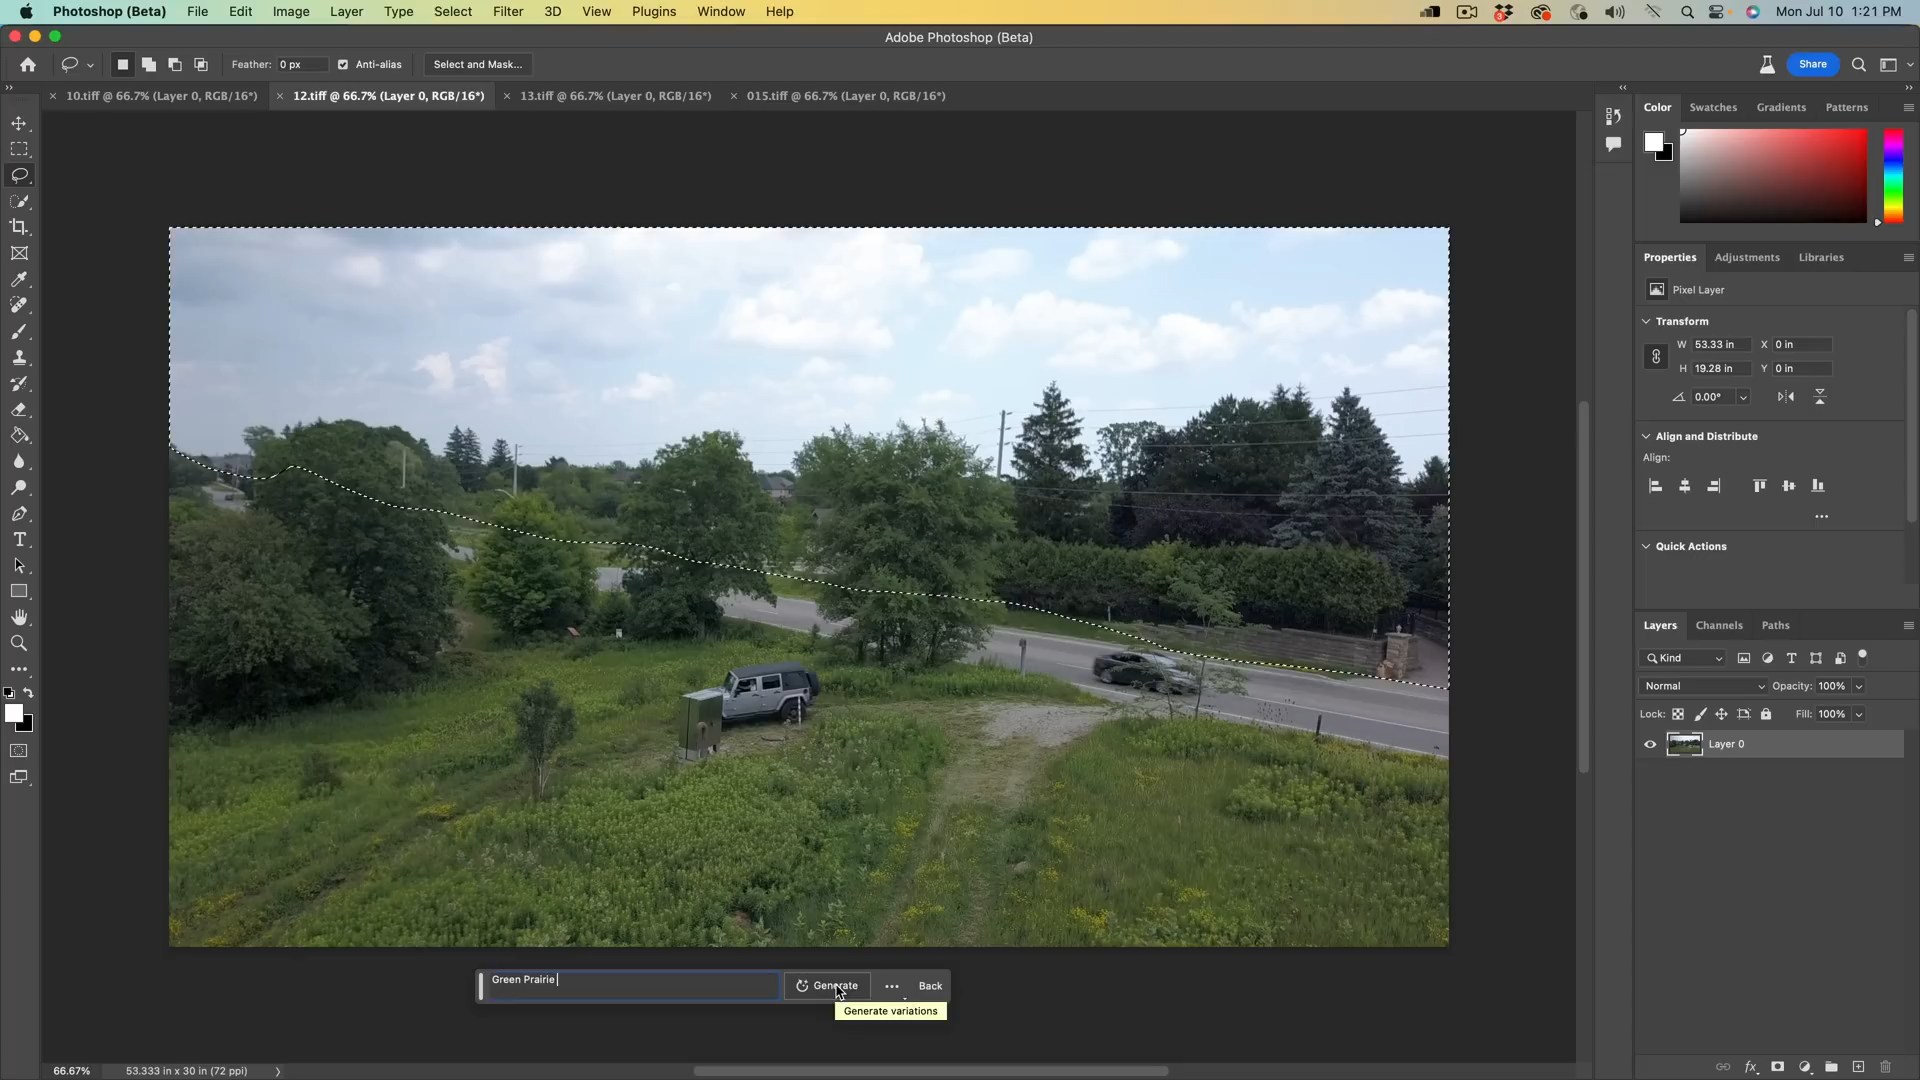 Photoshop (Beta) File Edit Image Layer Type Select Filter 3D View Plugins Window Help
3
Mon Jul 10 1:21 PM
Adobe Photoshop (Beta)
Feather: 0 px Anti-alias Select and Mask...
Share
10.tiff @ 66.7% (Layer 0, RGB/16*) 12.tiff @ 66.7% (Layer 0, RGB/16*) 13.tiff @ 66.7% (Layer 0, RGB/16*) 015.tiff @ 66.7% (Layer 0, RGB/16*)
Color Swatches Gradients Patterns
Properties Adjustments Libraries
Pixel Layer
Transform
W 53.33 in X 0 in
H 19.28 in Y 0 in
0.00°
Align and Distribute
Align:
Quick Actions
Layers Channels Paths
Kind
Normal Opacity: 100%
Lock: Fill: 100%
Layer 0
Green Prairie
Generate
Back
Generate variations
66.67% 53.333 in x 30 in (72 ppi)